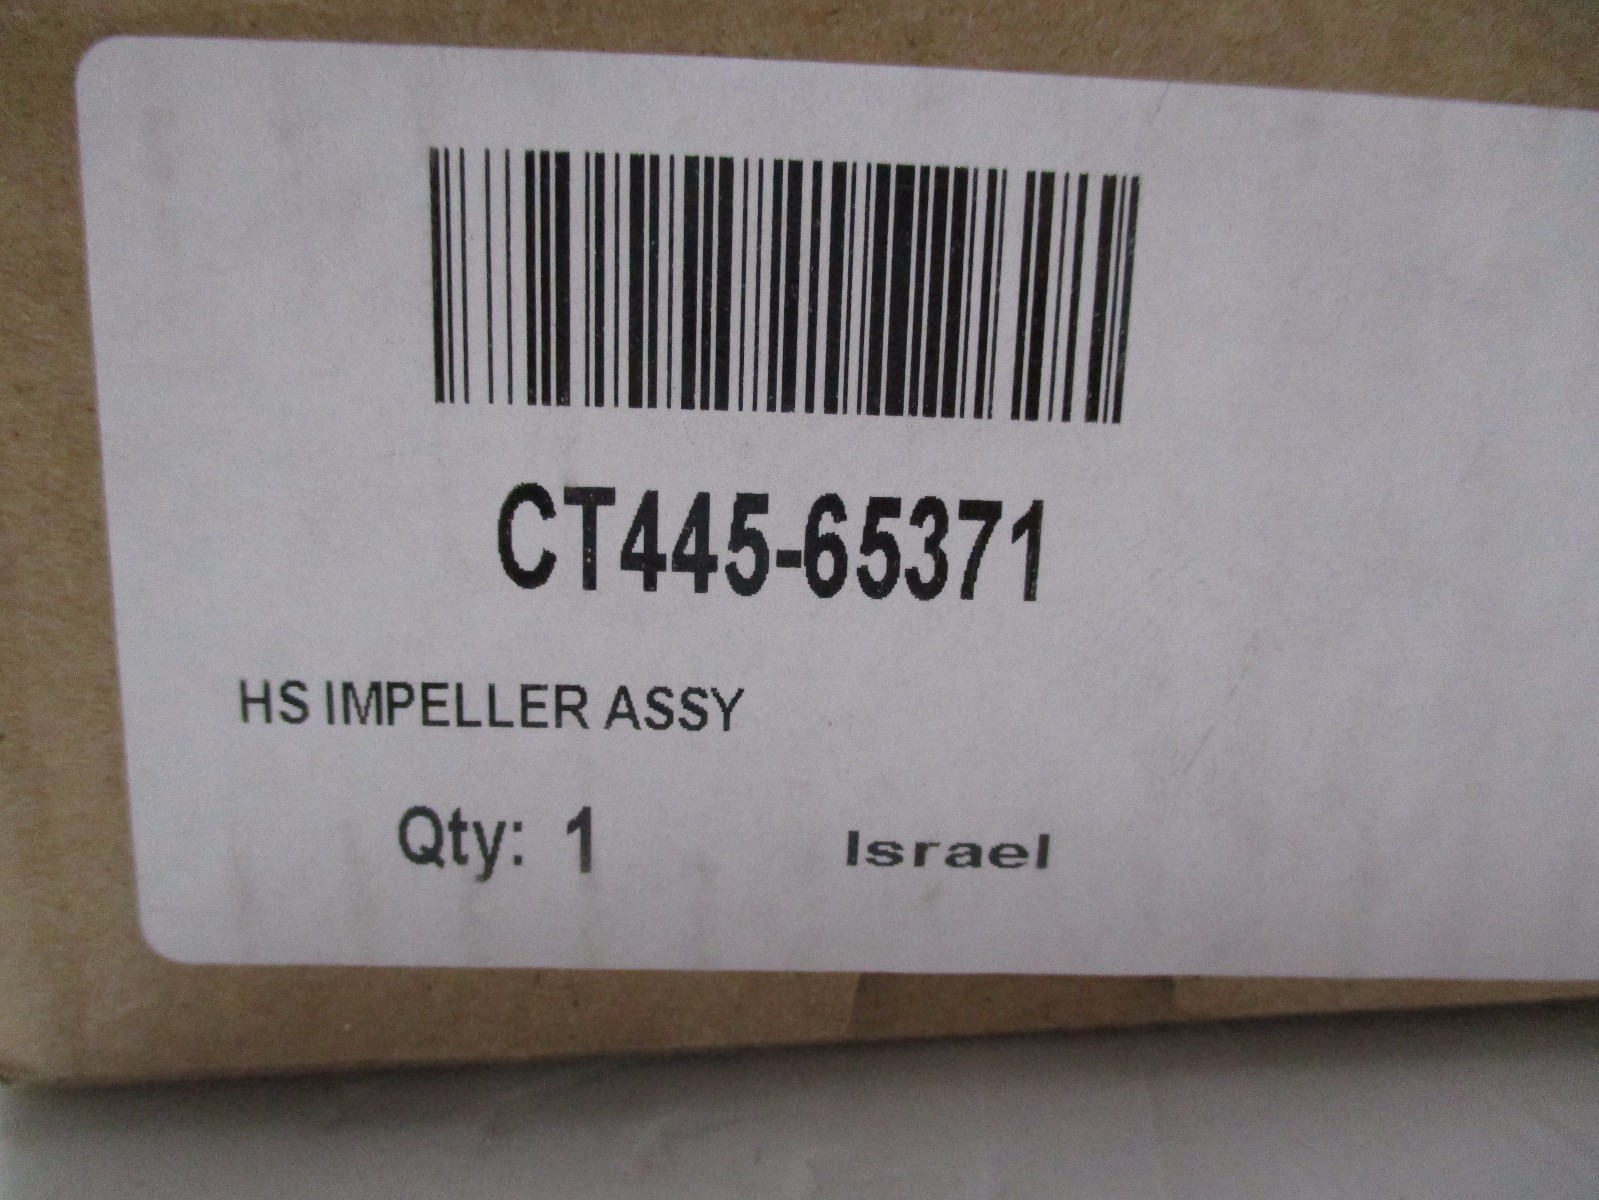 CT445-65371
HS IMPELLER ASSY
Qty: 1
Israel